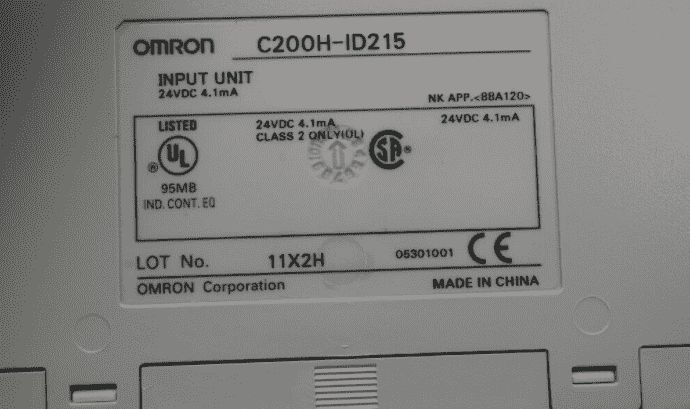 OMRON C200H-ID215
INPUT UNIT
24VDC 4.1mA
NK APP.<88A120>
LISTED
UL
®
95MB
IND. CONT. EQ
24VDC 4.1mA
CLASS 2 ONLY(UL)
SA ®
24VDC 4.1mA
LOT No. 11X2H 05301001 CE
OMRON Corporation MADE IN CHINA